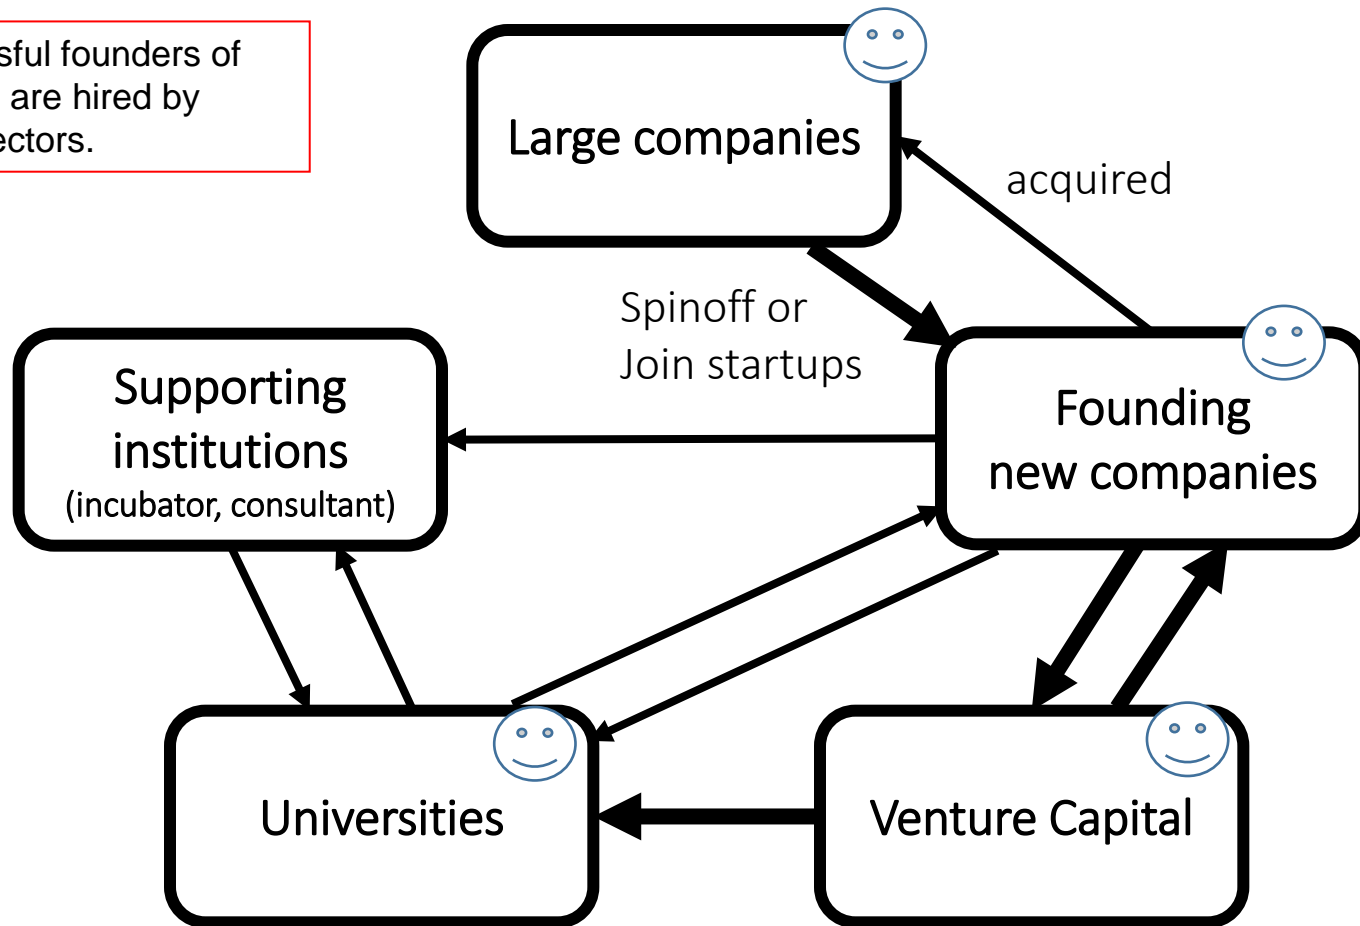 sful founders of
are hired by
ectors.
Large companies
acquired
Spinoff or
Join startups
Supporting
institutions
(incubator, consultant)
Founding
new companies
Universities
Venture Capital